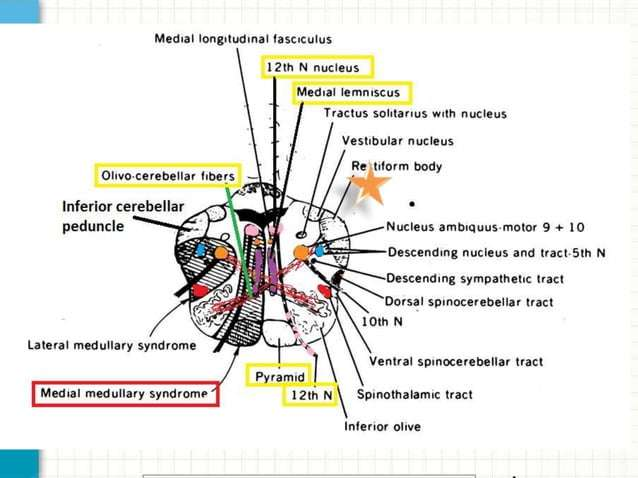 Medial longitudinal fasciculus
12th N nucleus
Medial lemniscus
Tractus solitarius with nucleus
Vestibular nucleus
Restiform body
Olivo-cerebellar fibers
Inferior cerebellar
peduncle
Nucleus ambiquus-motor 9 + 10
Descending nucleus and tract-5th N
Descending sympathetic tract
Dorsal spinocerebellar tract
10th N
Lateral medullary syndrome
Ventral spinocerebellar tract
Pyramid
Medial medullary syndrome
12th N
Spinothalamic tract
Inferior olive